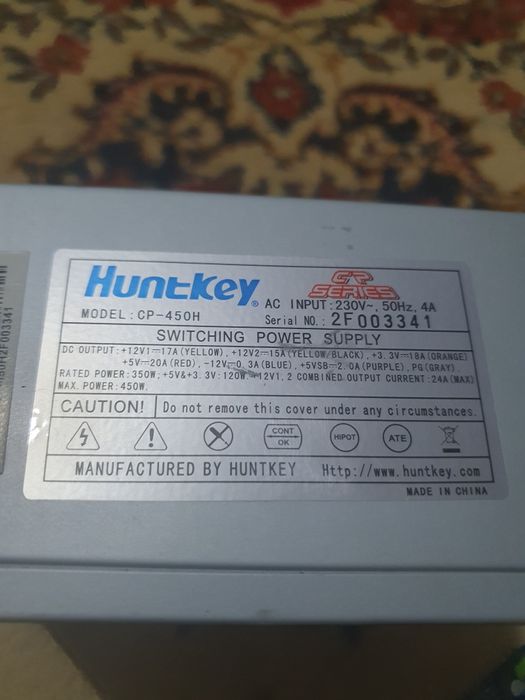 Huntkey®
GP SERIES
AC INPUT:230V~, 50Hz, 4A
MODEL:CP-450H
Serial NO.: 2F003341
SWITCHING POWER SUPPLY
DC OUTPUT:+12V1⎓17A(YELLOW),+12V2⎓15A(YELLOW/BLACK),+3.3V⎓18A(ORANGE)
+5V⎓20A(RED),-12V⎓0.3A(BLUE),+5VSB⎓2.0A(PURPLE),PG(GRAY).
RATED POWER:350W,+5V&+3.3V:120W,+12V1,2 COMBINED OUTPUT CURRENT:24A(MAX)
MAX.POWER:450W.
CAUTION! Do not remove this cover under any circumstances.
CONT
OK
HIPOT
ATE
MANUFACTURED BY HUNTKEY Http://www.huntkey.com
MADE IN CHINA
450H2F003341